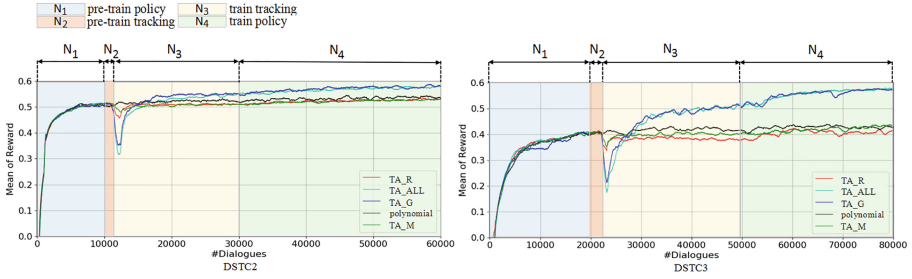 N1 pre-train policy N3 train tracking
N2 pre-train tracking N4 train policy
N1 N2 N3 N4
0.6
0.5
0.4
0.3
0.2
0.1
0.0
Mean of Reward
TA_R
TA_ALL
TA_G
polynomial
TA_M
0 10000 20000 30000 40000 50000 60000
#Dialogues
DSTC2
N1 N2 N3 N4
0.6
0.5
0.4
0.3
0.2
0.1
0.0
Mean of Reward
TA_R
TA_ALL
TA_G
polynomial
TA_M
0 10000 20000 30000 40000 50000 60000 70000 80000
#Dialogues
DSTC3